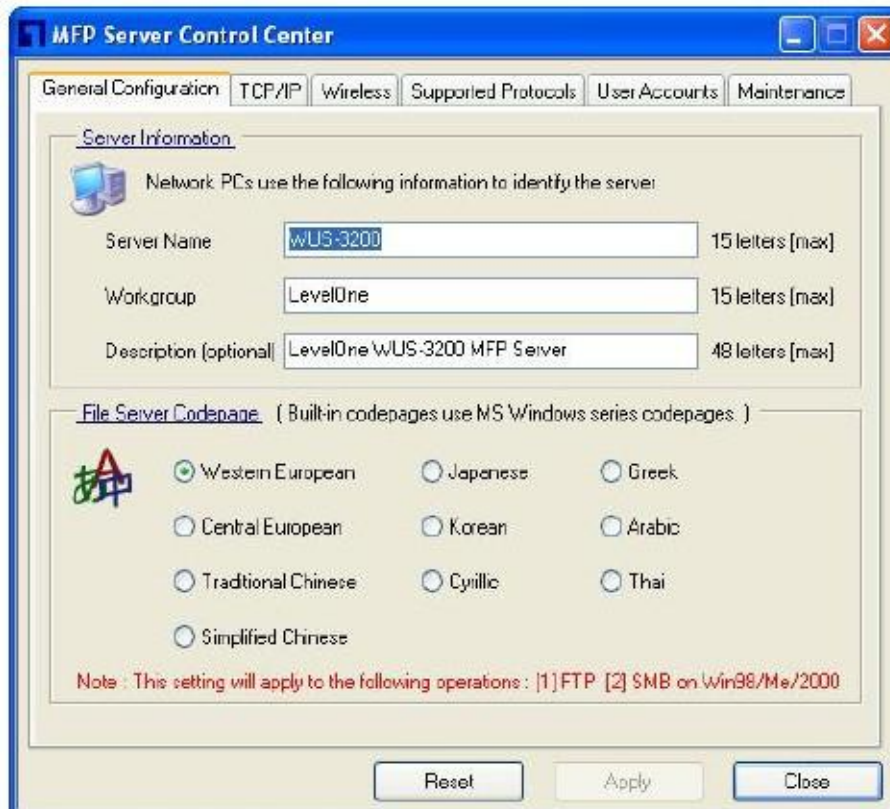 MFP Server Control Center
General Configuration TCP/IP Wireless Supported Protocols User Accounts Maintenance
Server Information
Network PCs use the following information to identify the server
Server Name WUS-3200 15 letters [max]
Workgroup LevelOne 15 letters [max]
Description (optional) LevelOne WUS-3200 MFP Server 48 letters [max]
File Server Codepage ( Built-in codepages use MS Windows series codepages. )
Western European Japanese Greek
Central European Korean Arabic
Traditional Chinese Cyrillic Thai
Simplified Chinese
Note : This setting will apply to the following operations : [1] FTP [2] SMB on Win98/Me/2000
Reset Apply Close